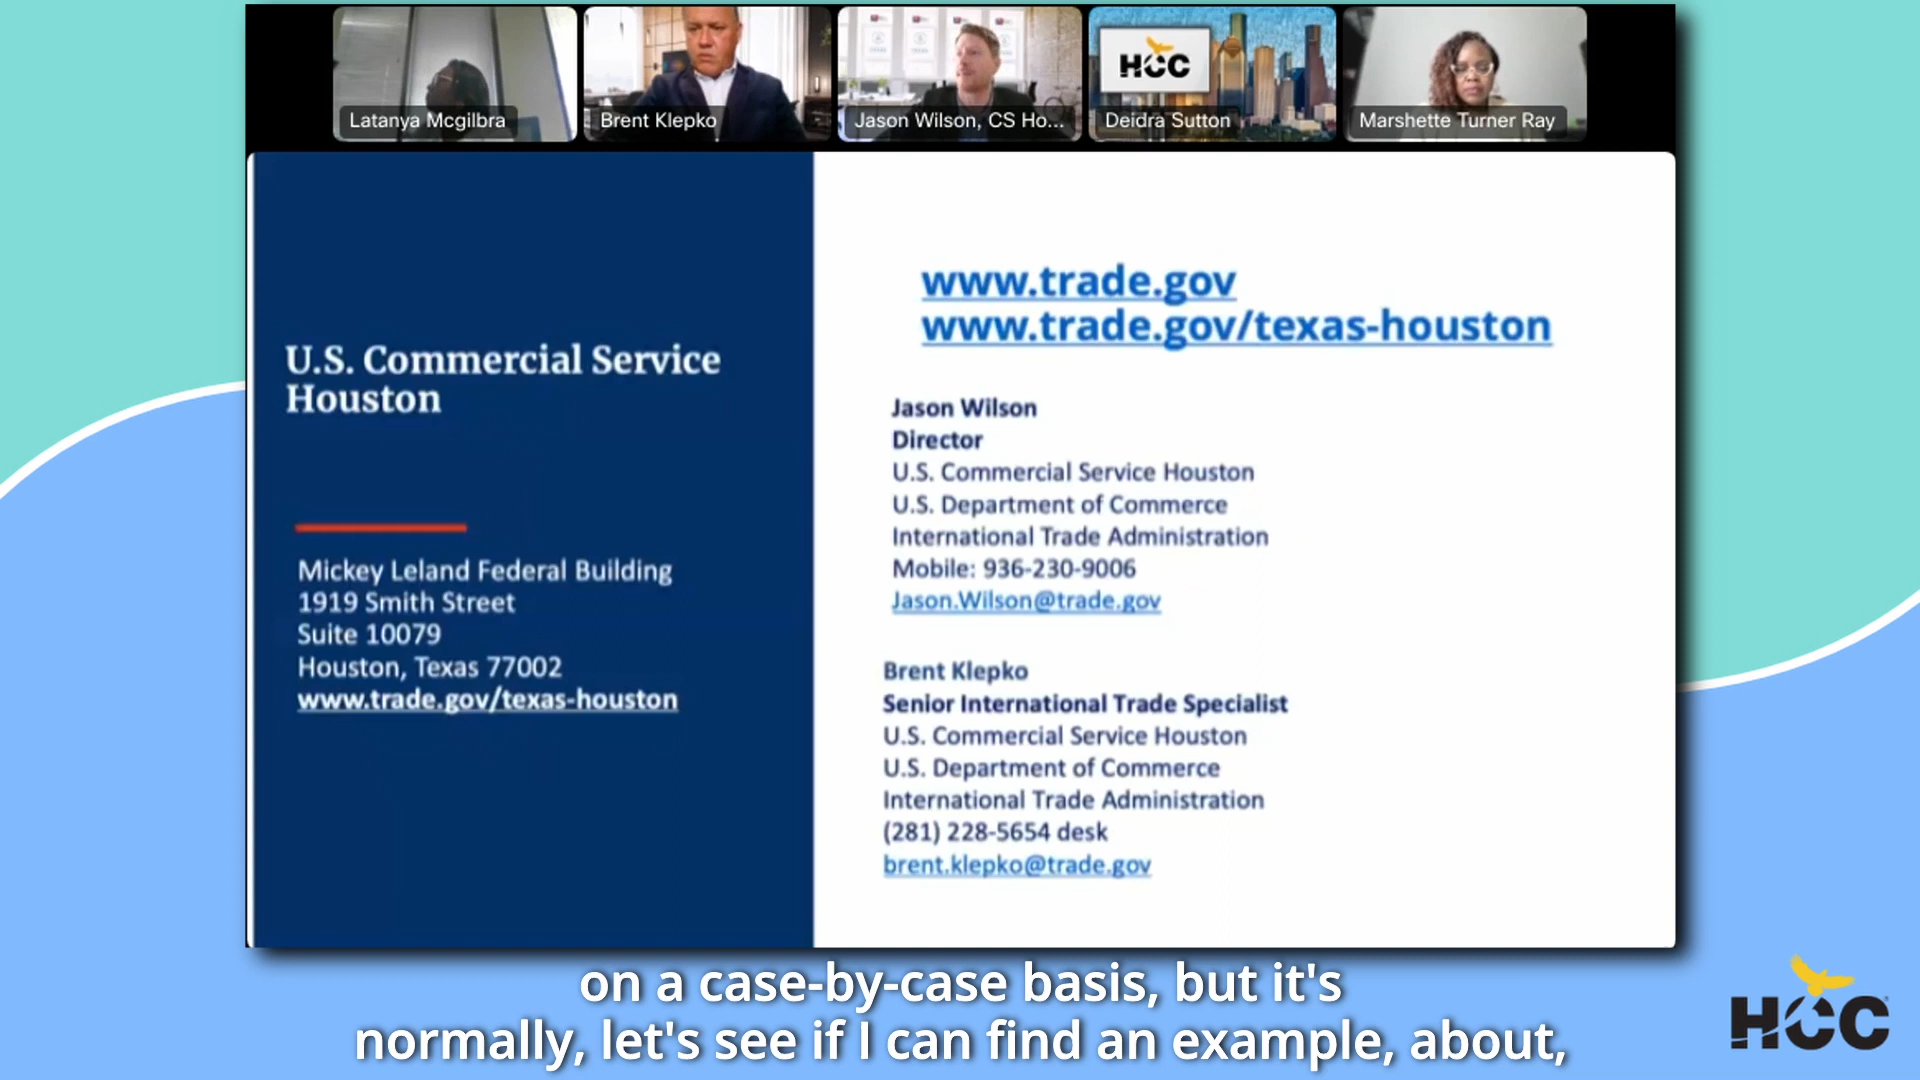 Latanya Mcgilbra
Brent Klepko
Jason Wilson, CS Ho...
HCC
Deidra Sutton
Marshette Turner Ray
U.S. Commercial Service
Houston
Mickey Leland Federal Building
1919 Smith Street
Suite 10079
Houston, Texas 77002
www.trade.gov/texas-houston
www.trade.gov
www.trade.gov/texas-houston
Jason Wilson
Director
U.S. Commercial Service Houston
U.S. Department of Commerce
International Trade Administration
Mobile: 936-230-9006
Jason.Wilson@trade.gov
Brent Klepko
Senior International Trade Specialist
U.S. Commercial Service Houston
U.S. Department of Commerce
International Trade Administration
(281) 228-5654 desk
brent.klepko@trade.gov
on a case-by-case basis, but it's
normally, let's see if I can find an example, about,
HCC